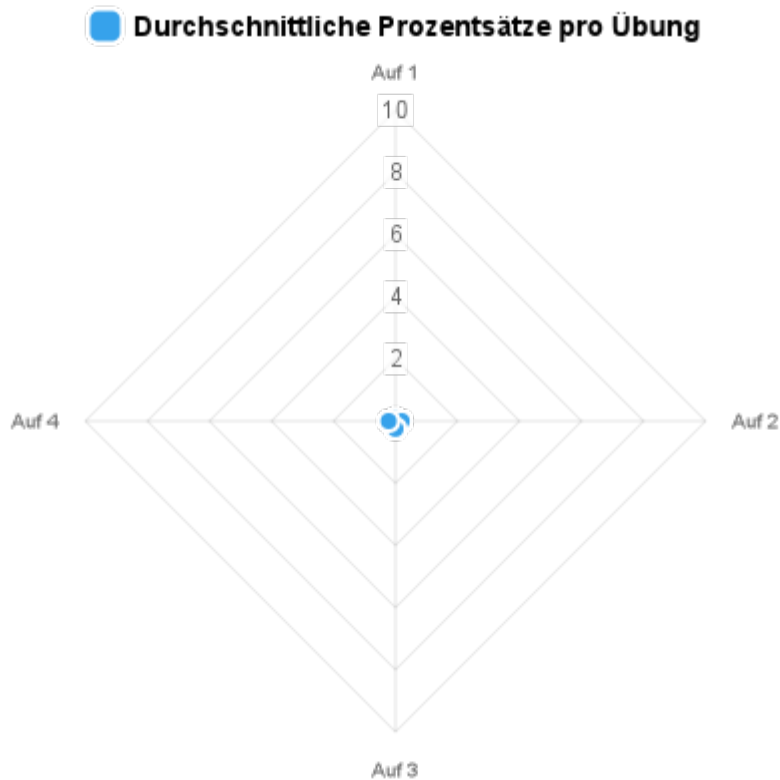 Durchschnittliche Prozentsätze pro Übung
Auf 1
10
8
6
4
2
Auf 4
Auf 2
Auf 3